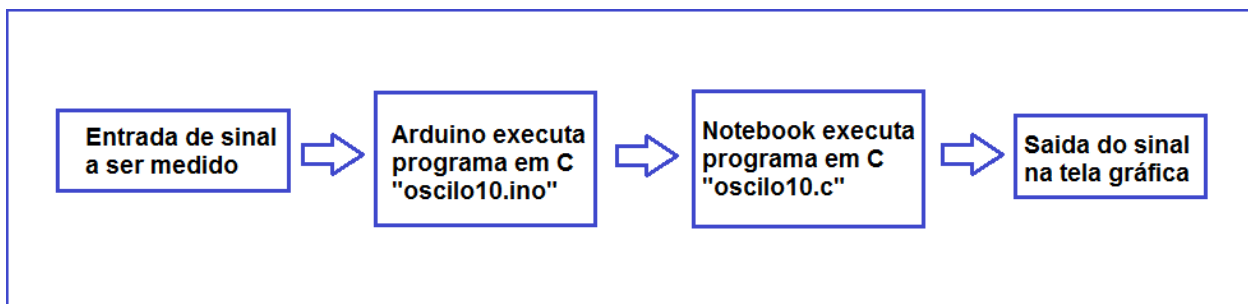 Entrada de sinal
a ser medido
Arduino executa
programa em C
"oscilo10.ino"
Notebook executa
programa em C
"oscilo10.c"
Saida do sinal
na tela gráfica